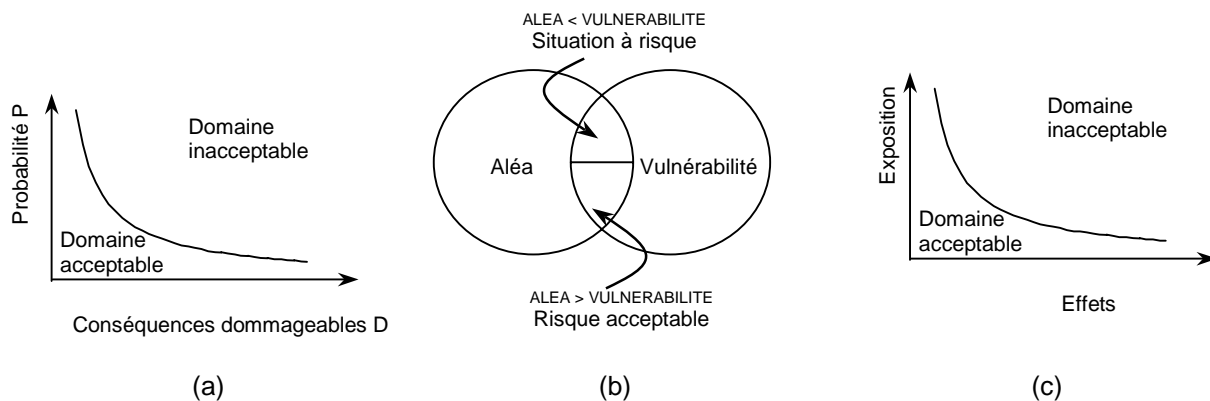 Probabilité P
Domaine
inacceptable
Domaine
acceptable
Conséquences dommageables D
(a)
ALEA < VULNERABILITE
Situation à risque
Aléa
Vulnérabilité
ALEA > VULNERABILITE
Risque acceptable
(b)
Exposition
Domaine
inacceptable
Domaine
acceptable
Effets
(c)